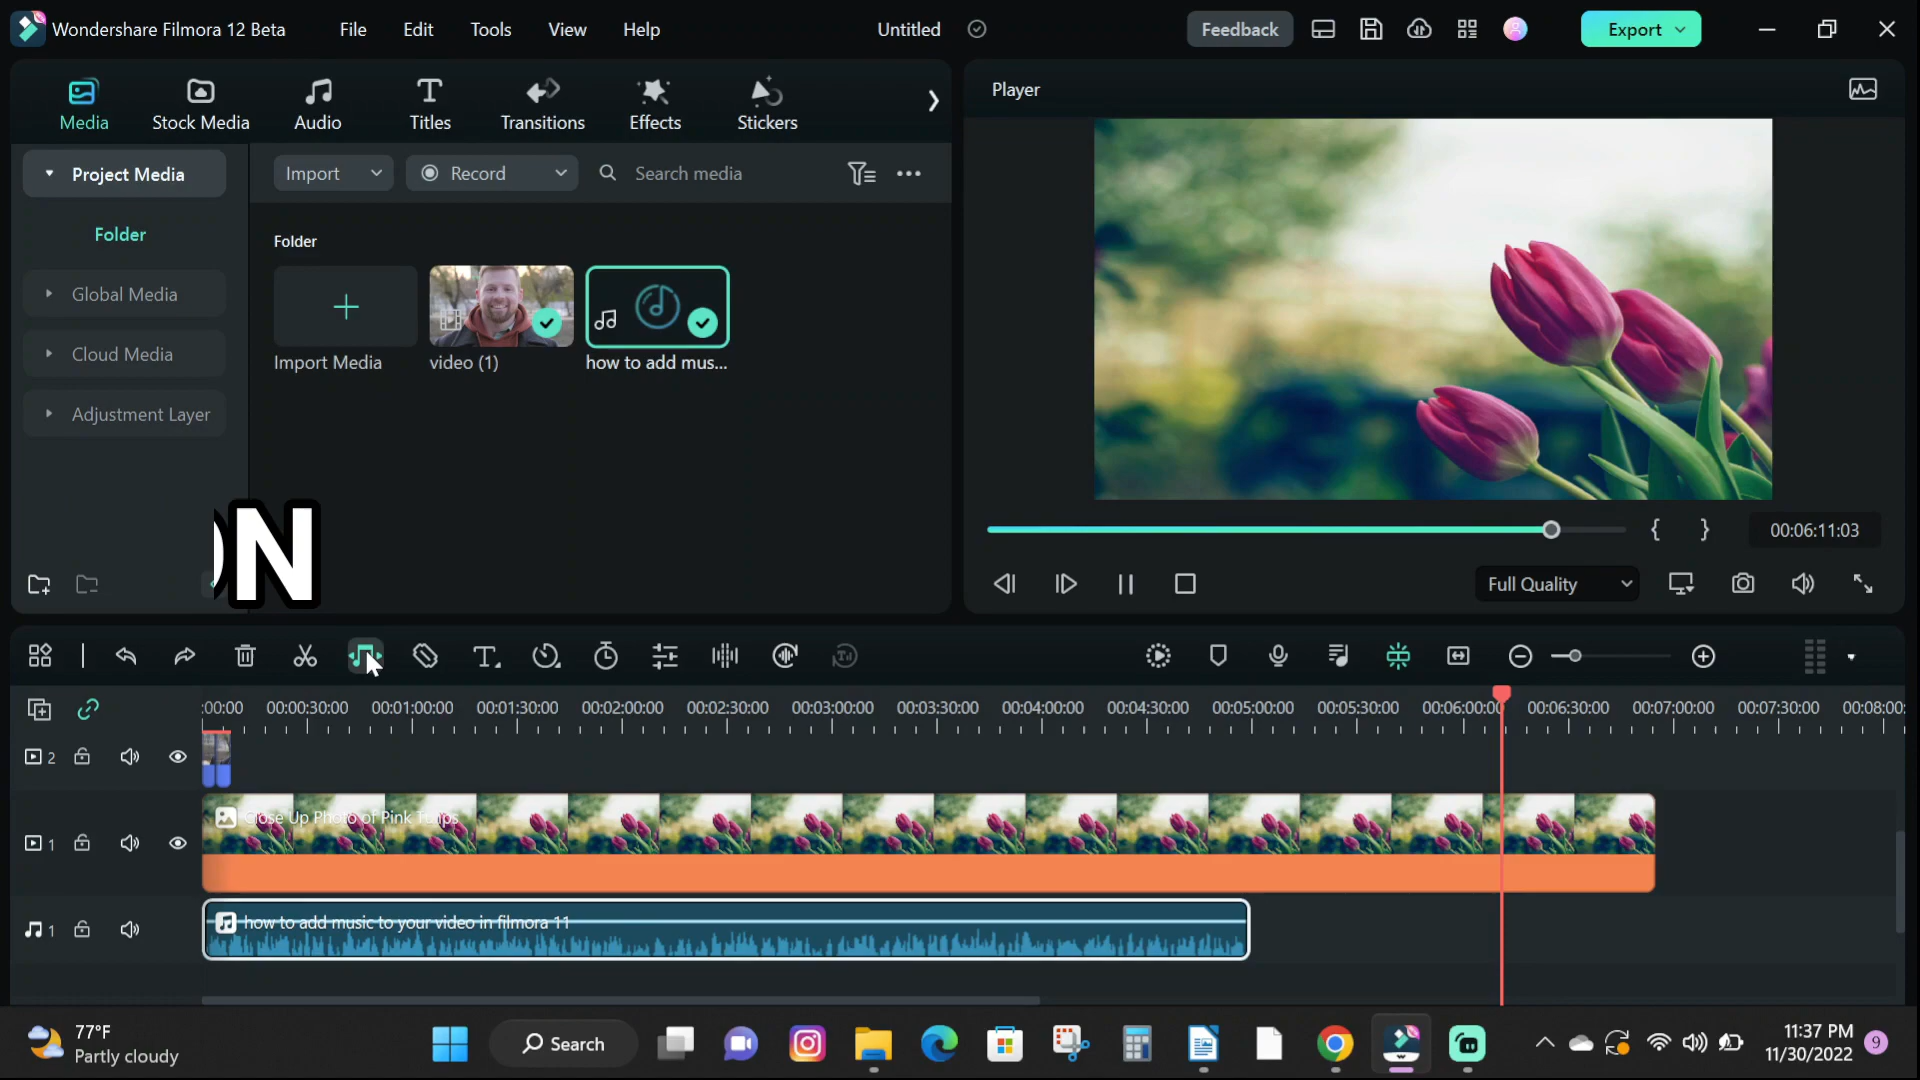 Wondershare Filmora 12 Beta
File
Edit
Tools
View
Help
Untitled
Feedback
Export
Media
Stock Media
Audio
Titles
Transitions
Effects
Stickers
Player
Project Media
Import
Record
Search media
Folder
Folder
Global Media
Cloud Media
Adjustment Layer
Import Media
video (1)
how to add mus...
ON
{ }
00:06:11:03
Full Quality
:00:00
00:00:30:00
00:01:00:00
00:01:30:00
00:02:00:00
00:02:30:00
00:03:00:00
00:03:30:00
00:04:00:00
00:04:30:00
00:05:00:00
00:05:30:00
00:06:00:00
00:06:30:00
00:07:00:00
00:07:30:00
00:08:00:
2
Close Up Photo of Pink Tulips
1
how to add music to your video in filmora 11
1
77°F
Partly cloudy
Search
11:37 PM
11/30/2022
9